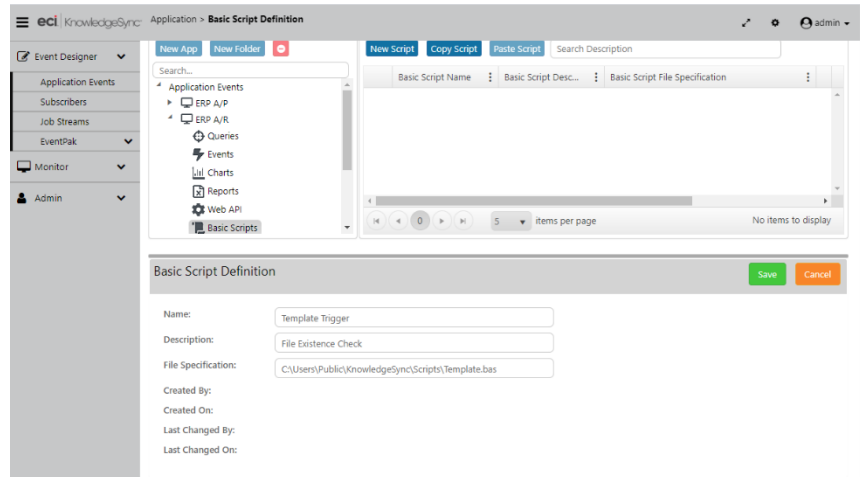 eci KnowledgeSync
Application > Basic Script Definition
admin
Event Designer
Application Events
Subscribers
Job Streams
EventPak
Monitor
Admin
New App New Folder
Search...
Application Events
ERP A/P
ERP A/R
Queries
Events
Charts
Reports
Web API
Basic Scripts
New Script Copy Script Paste Script Search Description
Basic Script Name Basic Script Desc... Basic Script File Specification
0 5 items per page No items to display
Basic Script Definition
Save Cancel
Name: Template Trigger
Description: File Existence Check
File Specification: C:\Users\Public\KnowledgeSync\Scripts\Template.bas
Created By:
Created On:
Last Changed By:
Last Changed On: